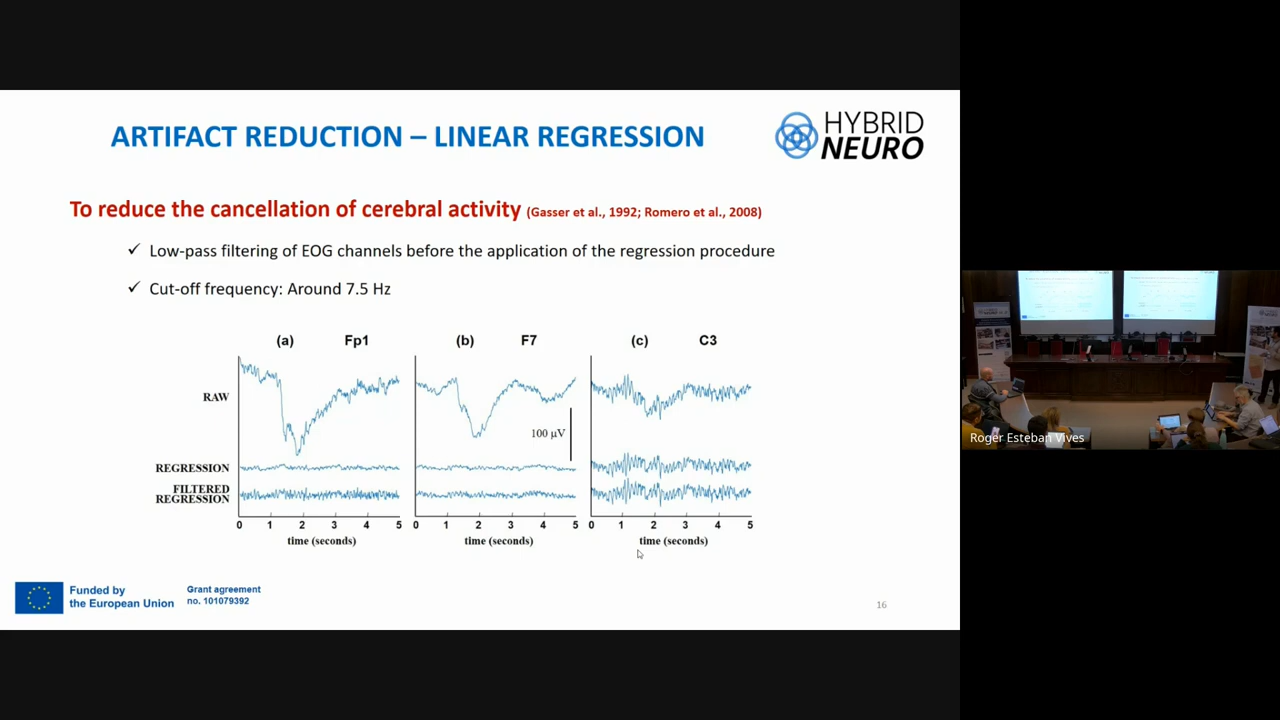 ARTIFACT REDUCTION – LINEAR REGRESSION
HYBRID
NEURO
To reduce the cancellation of cerebral activity (Gasser et al., 1992; Romero et al., 2008)
✓ Low-pass filtering of EOG channels before the application of the regression procedure
✓ Cut-off frequency: Around 7.5 Hz
(a) Fp1 (b) F7 (c) C3
RAW
100 µV
REGRESSION
FILTERED
REGRESSION
0 1 2 3 4 5 0 1 2 3 4 5 0 1 2 3 4 5
time (seconds) time (seconds) time (seconds)
Funded by
the European Union
Grant agreement
no. 101079392
16
Roger Esteban Vives